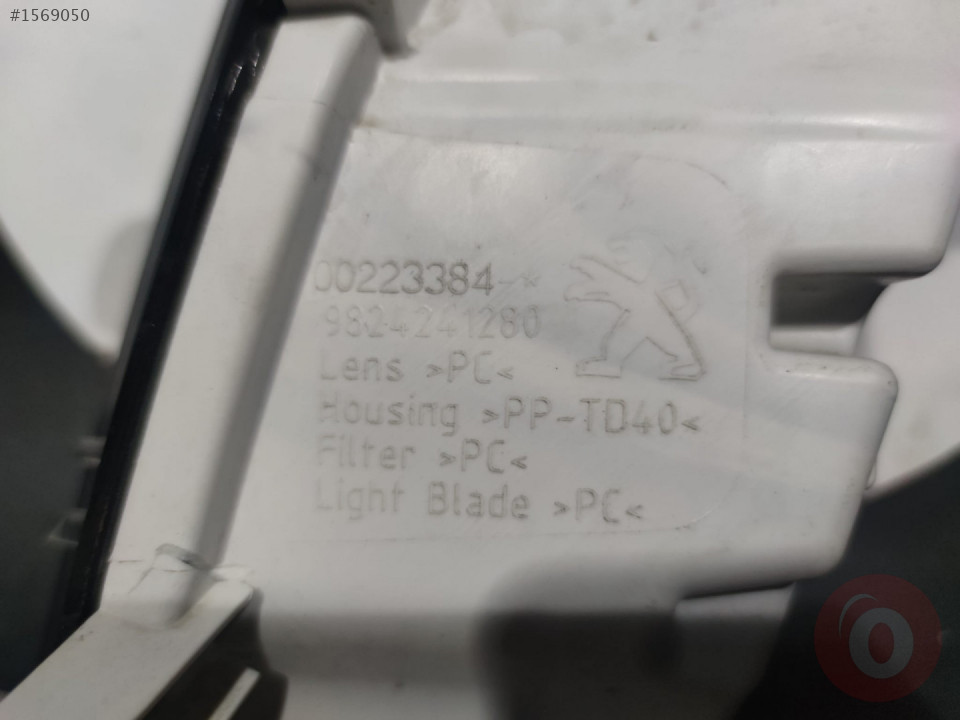 #1569050
00223384-*
9824241280
Lens >PC<
Housing >PP-TD40<
Filter >PC<
Light Blade >PC<